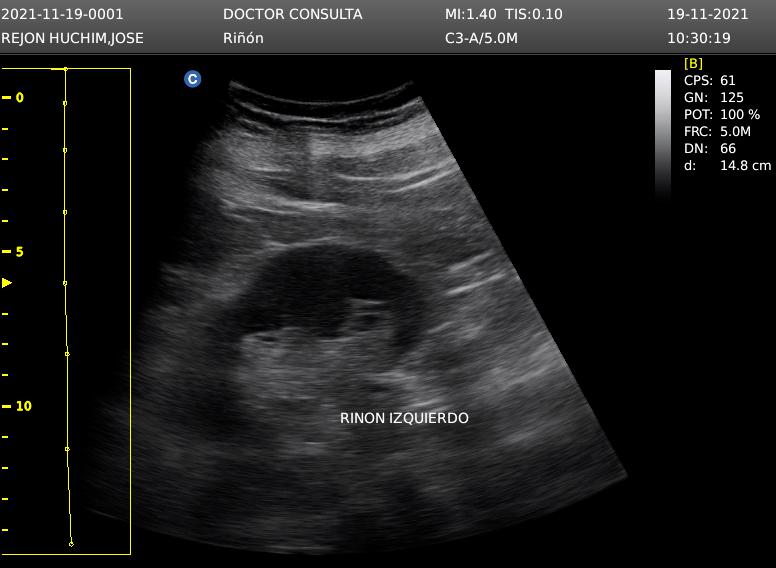 2021-11-19-0001 DOCTOR CONSULTA MI:1.40 TIS:0.10 19-11-2021
REJON HUCHIM,JOSE Riñón C3-A/5.0M 10:30:19
C
[B]
CPS: 61
GN: 125
POT: 100 %
FRC: 5.0M
DN: 66
d: 14.8 cm
0
5
10
RINON IZQUIERDO